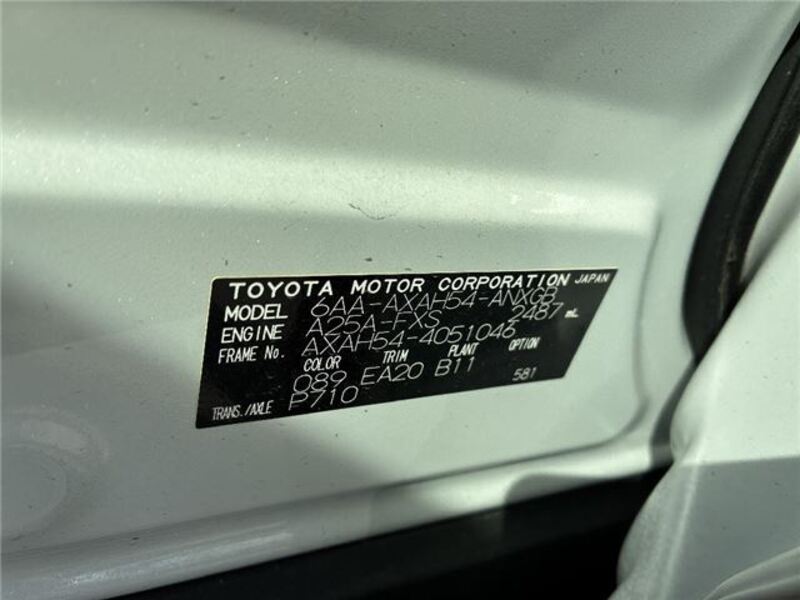 TOYOTA MOTOR CORPORATION JAPAN
MODEL 6AA-AXAH54-ANXGB
ENGINE A25A-FXS 2487 mL
FRAME No. AXAH54-4051046
COLOR TRIM PLANT OPTION
089 EA20 B11 581
TRANS./AXLE P710